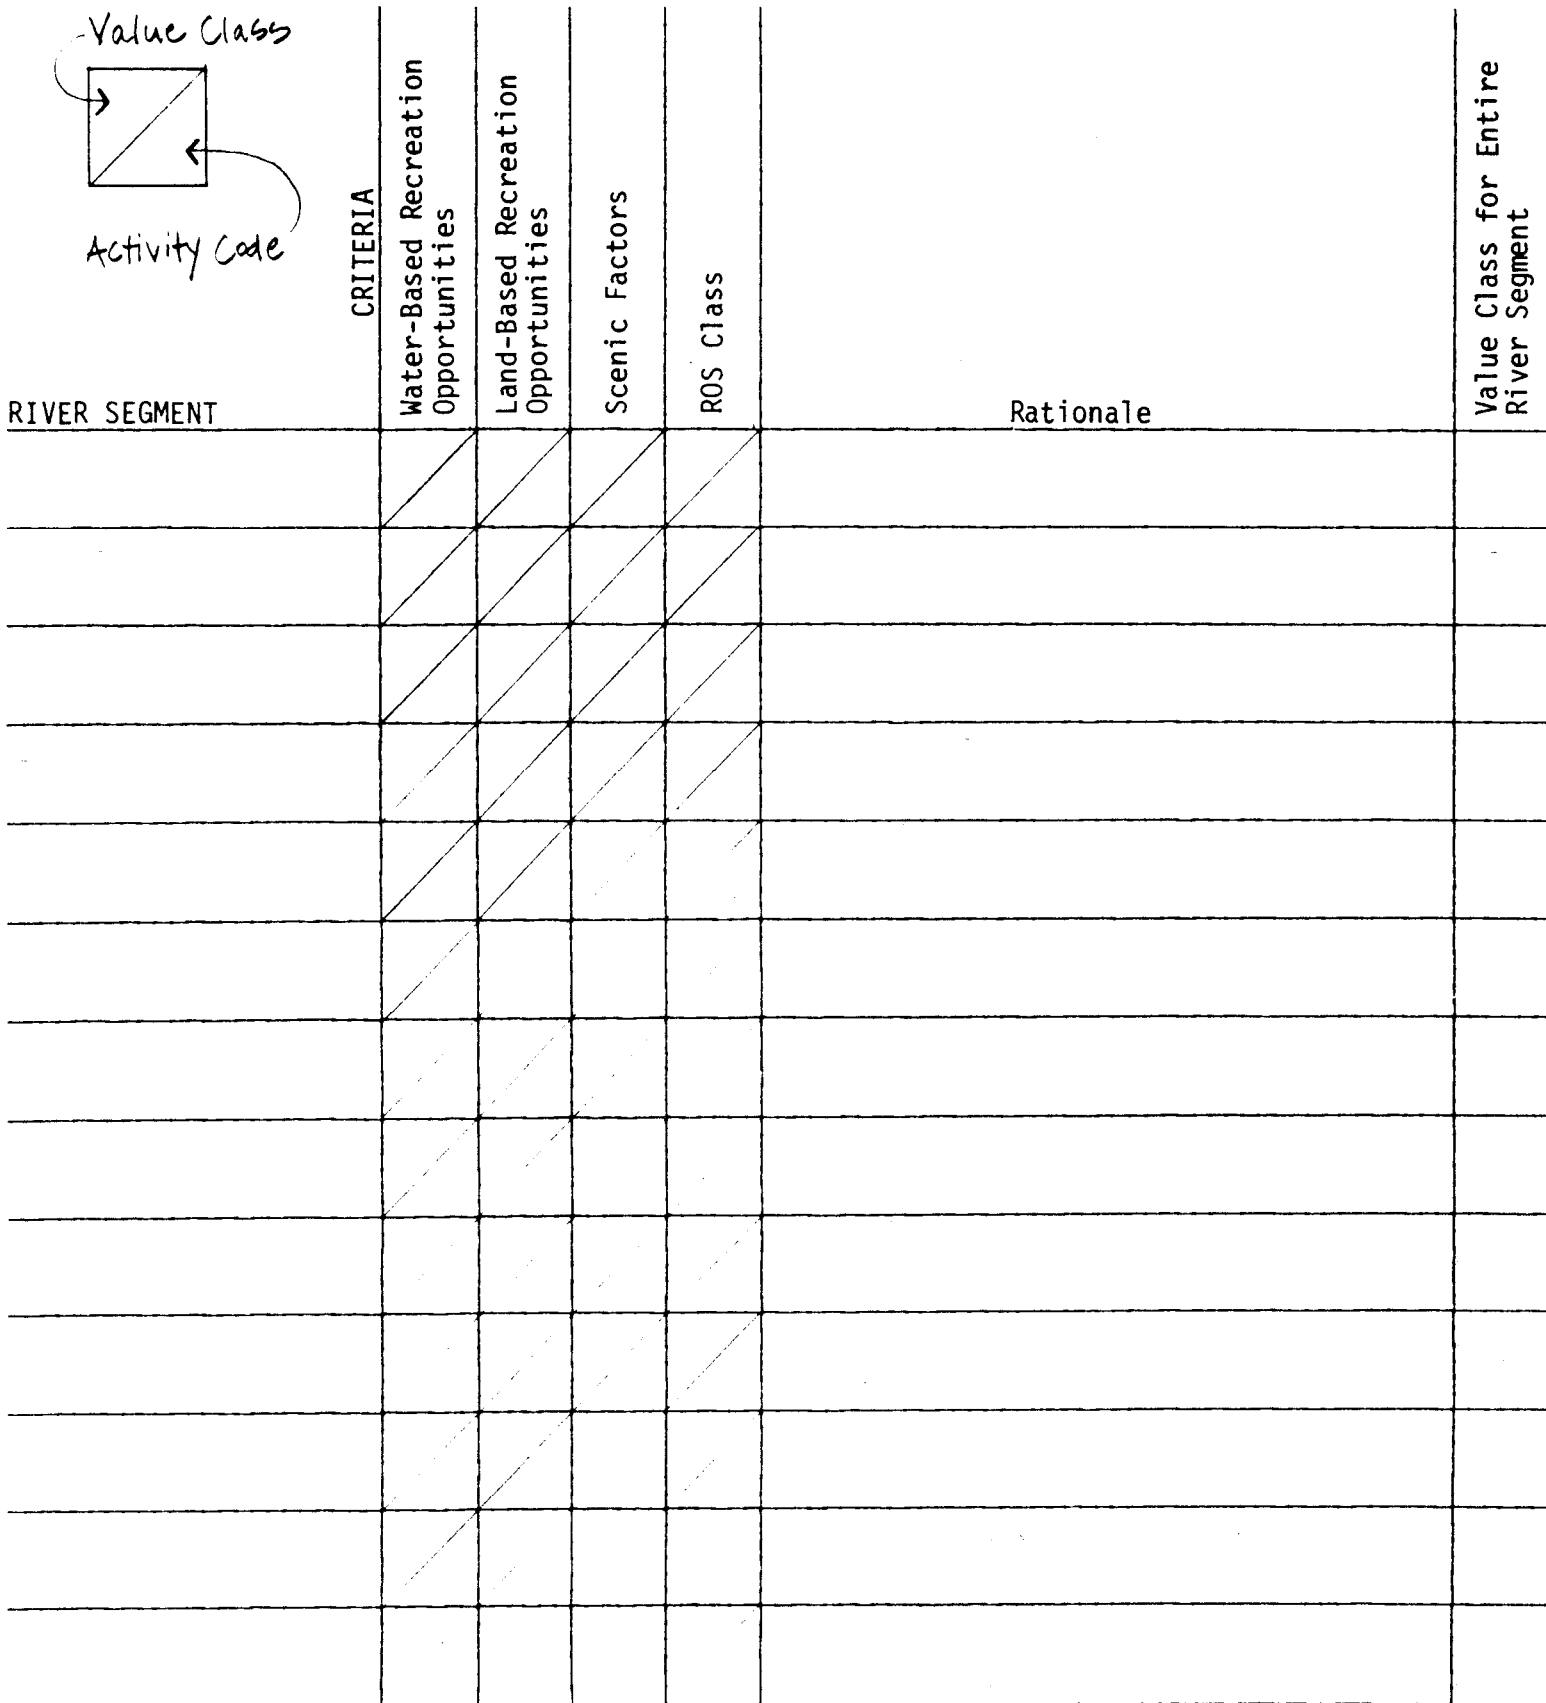 Value Class
Activity Code
CRITERIA
Water-Based Recreation
Opportunities
Land-Based Recreation
Opportunities
Scenic Factors
ROS Class
Value Class for Entire
River Segment
RIVER SEGMENT
Rationale